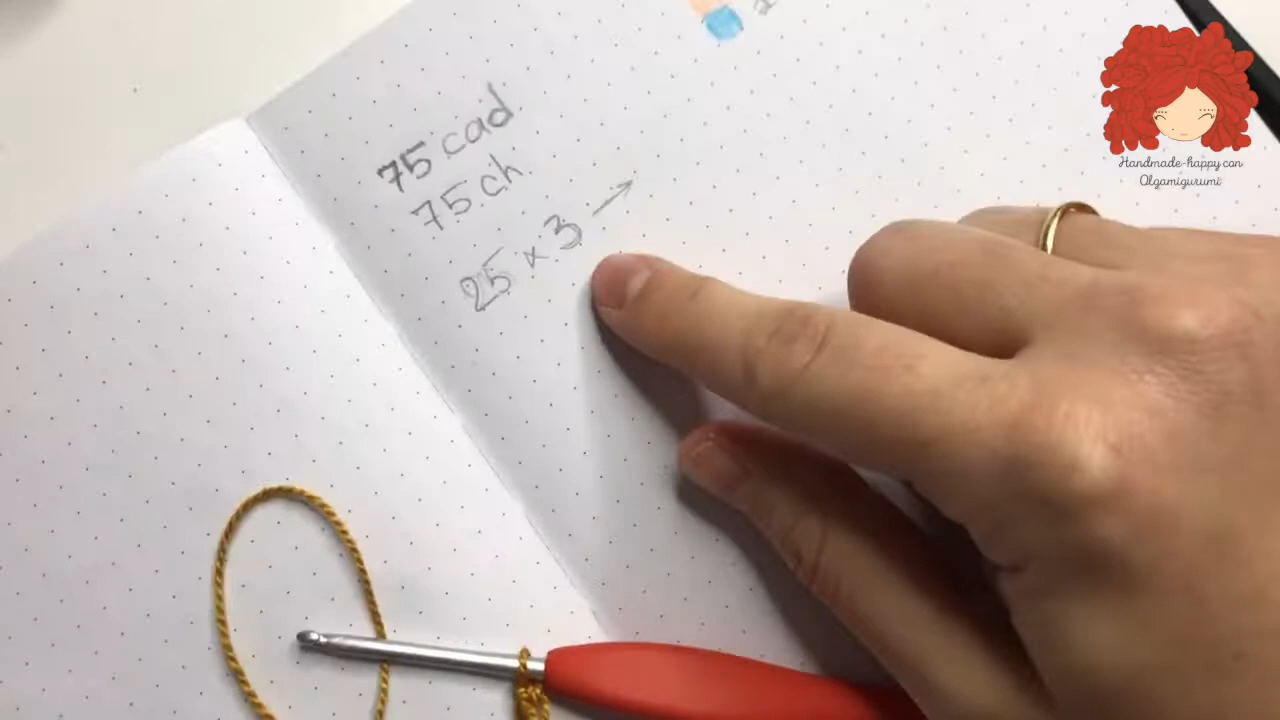 75 cad
75 ch
25 x 3 →
Handmade-happy con
Olgamigurumi